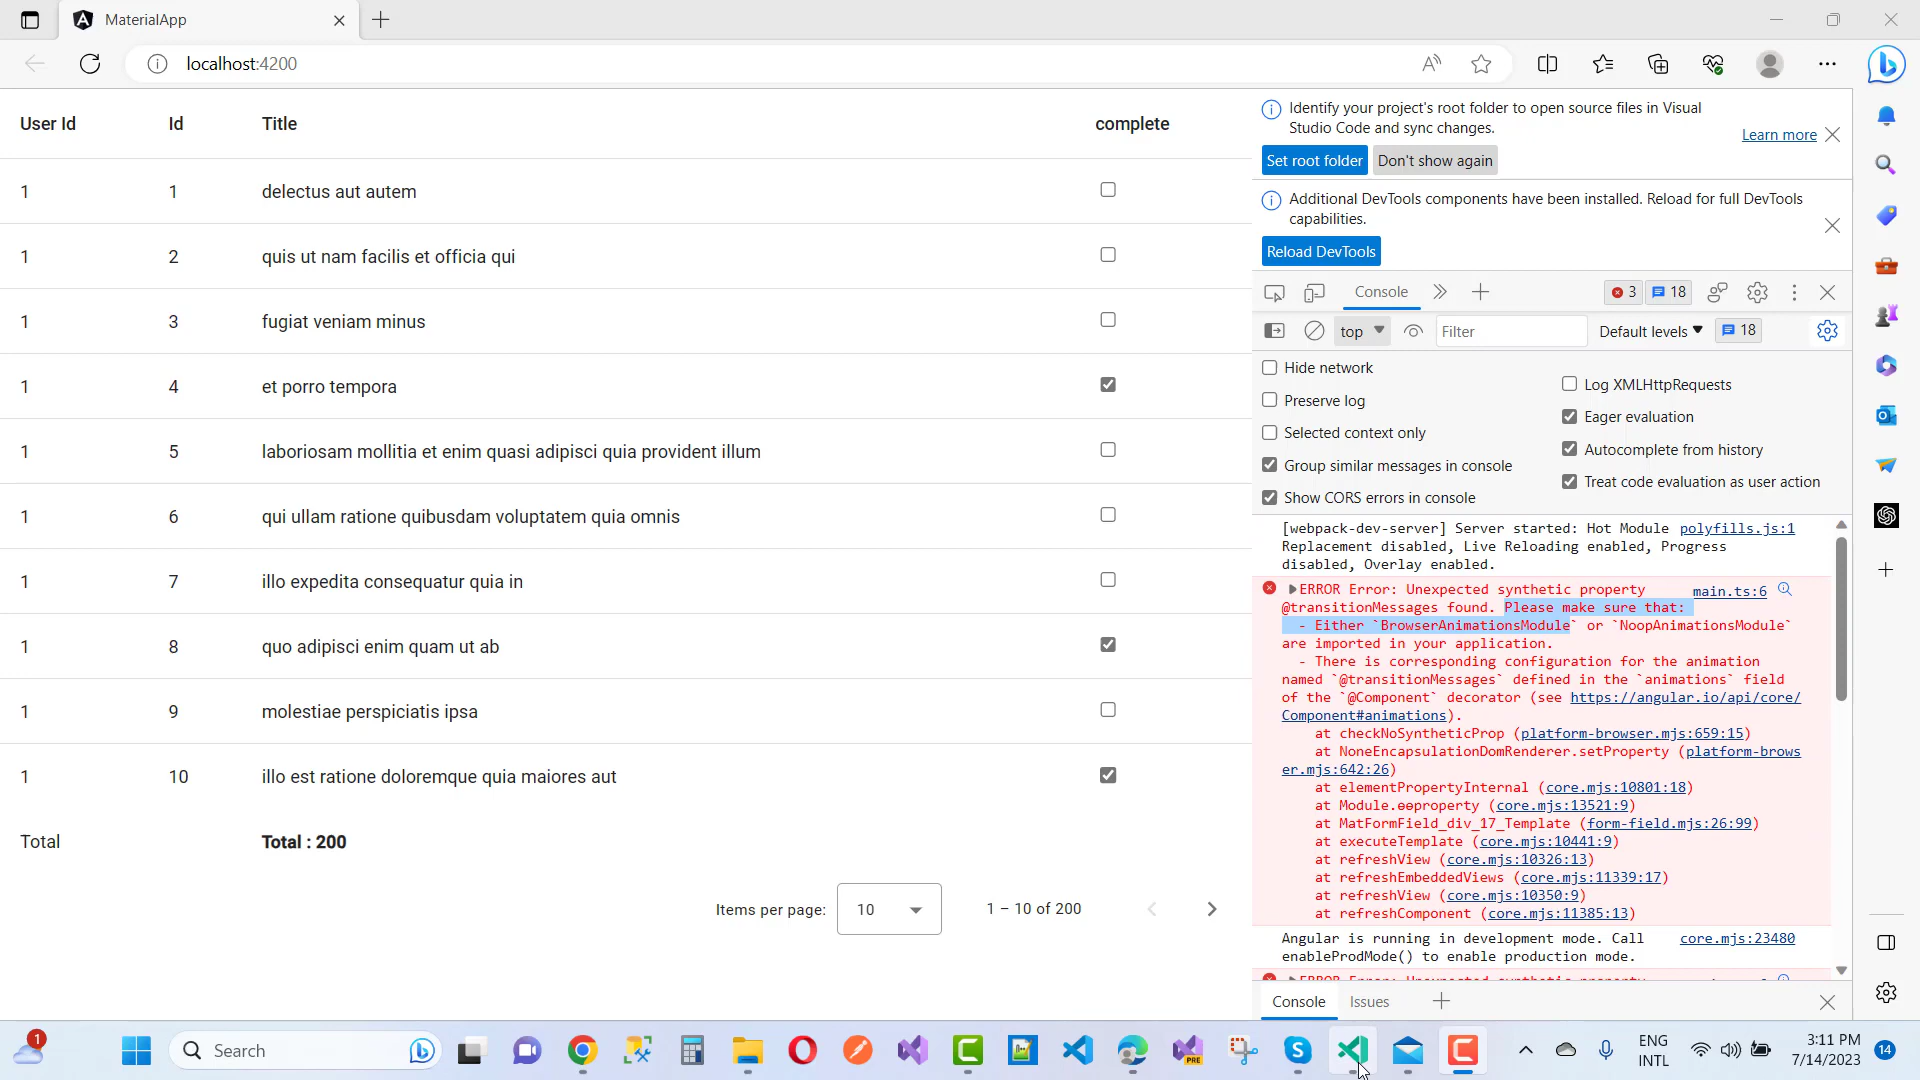 MaterialApp
localhost:4200
User Id Id Title complete
1 1 delectus aut autem
1 2 quis ut nam facilis et officia qui
1 3 fugiat veniam minus
1 4 et porro tempora
1 5 laboriosam mollitia et enim quasi adipisci quia provident illum
1 6 qui ullam ratione quibusdam voluptatem quia omnis
1 7 illo expedita consequatur quia in
1 8 quo adipisci enim quam ut ab
1 9 molestiae perspiciatis ipsa
1 10 illo est ratione doloremque quia maiores aut
Total Total : 200
Items per page: 10 1 – 10 of 200
Identify your project's root folder to open source files in Visual
Studio Code and sync changes.
Learn more
Set root folder Don't show again
Additional DevTools components have been installed. Reload for full DevTools
capabilities.
Reload DevTools
Console 3 18
top Filter Default levels 18
Hide network
Preserve log
Selected context only
Group similar messages in console
Show CORS errors in console
Log XMLHttpRequests
Eager evaluation
Autocomplete from history
Treat code evaluation as user action
[webpack-dev-server] Server started: Hot Module polyfills.js:1
Replacement disabled, Live Reloading enabled, Progress
disabled, Overlay enabled.
ERROR Error: Unexpected synthetic property main.ts:6
@transitionMessages found. Please make sure that:
- Either `BrowserAnimationsModule` or `NoopAnimationsModule`
are imported in your application.
- There is corresponding configuration for the animation
named `@transitionMessages` defined in the `animations` field
of the `@Component` decorator (see https://angular.io/api/core/
Component#animations).
at checkNoSyntheticProp (platform-browser.mjs:659:15)
at NoneEncapsulationDomRenderer.setProperty (platform-brows
er.mjs:642:26)
at elementPropertyInternal (core.mjs:10801:18)
at Module.ɵɵproperty (core.mjs:13521:9)
at MatFormField_div_17_Template (form-field.mjs:26:99)
at executeTemplate (core.mjs:10441:9)
at refreshView (core.mjs:10326:13)
at refreshEmbeddedViews (core.mjs:11339:17)
at refreshView (core.mjs:10350:9)
at refreshComponent (core.mjs:11385:13)
Angular is running in development mode. Call core.mjs:23480
enableProdMode() to enable production mode.
ERROR Error: Unexpected synthetic property
Console Issues
1 Search PRE ENG
INTL
3:11 PM
7/14/2023
14